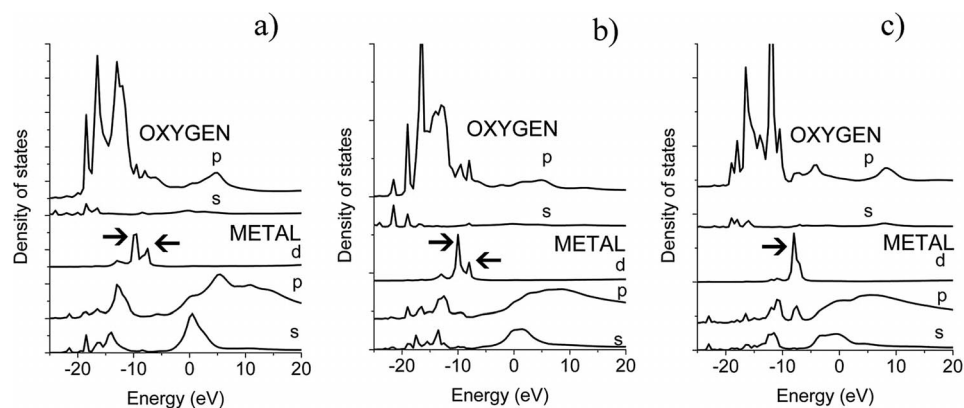 a)
Density of states
OXYGEN
p
s
METAL
d
p
s
-20 -10 0 10 20
Energy (eV)
b)
Density of states
OXYGEN
p
s
METAL
d
p
s
-20 -10 0 10 20
Energy (eV)
c)
Density of states
OXYGEN
p
s
METAL
d
p
s
-20 -10 0 10 20
Energy (eV)